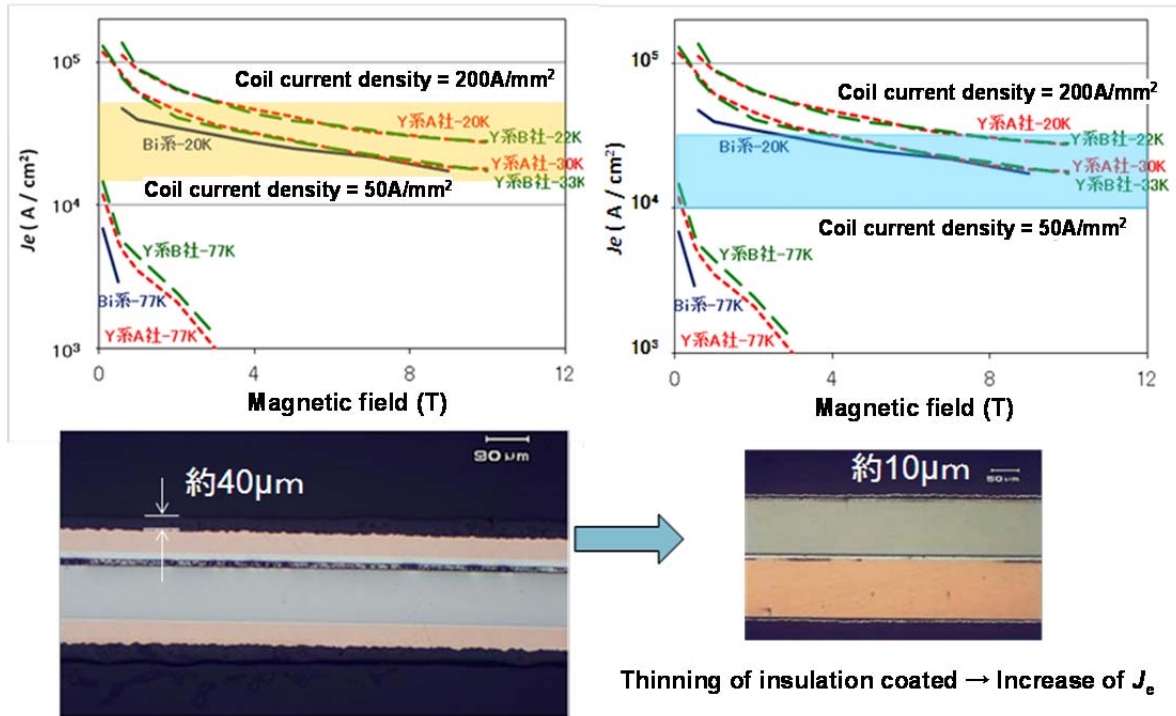 10⁵
Coil current density = 200A/mm²
Y系A社-20K
Y系B社-22K
Bi系-20K
Y系A社-30K
Y系B社-33K
Coil current density = 50A/mm²
10⁴
Je ( A / cm²)
Y系B社-77K
Bi系-77K
Y系A社-77K
10³
0
4
8
12
Magnetic field (T)
10⁵
Coil current density = 200A/mm²
Y系A社-20K
Y系B社-22K
Bi系-20K
Y系A社-30K
Y系B社-33K
10⁴
Coil current density = 50A/mm²
Je ( A / cm²)
Y系B社-77K
Bi系-77K
Y系A社-77K
10³
0
4
8
12
Magnetic field (T)
約40μm
約10μm
Thinning of insulation coated → Increase of Jₑ